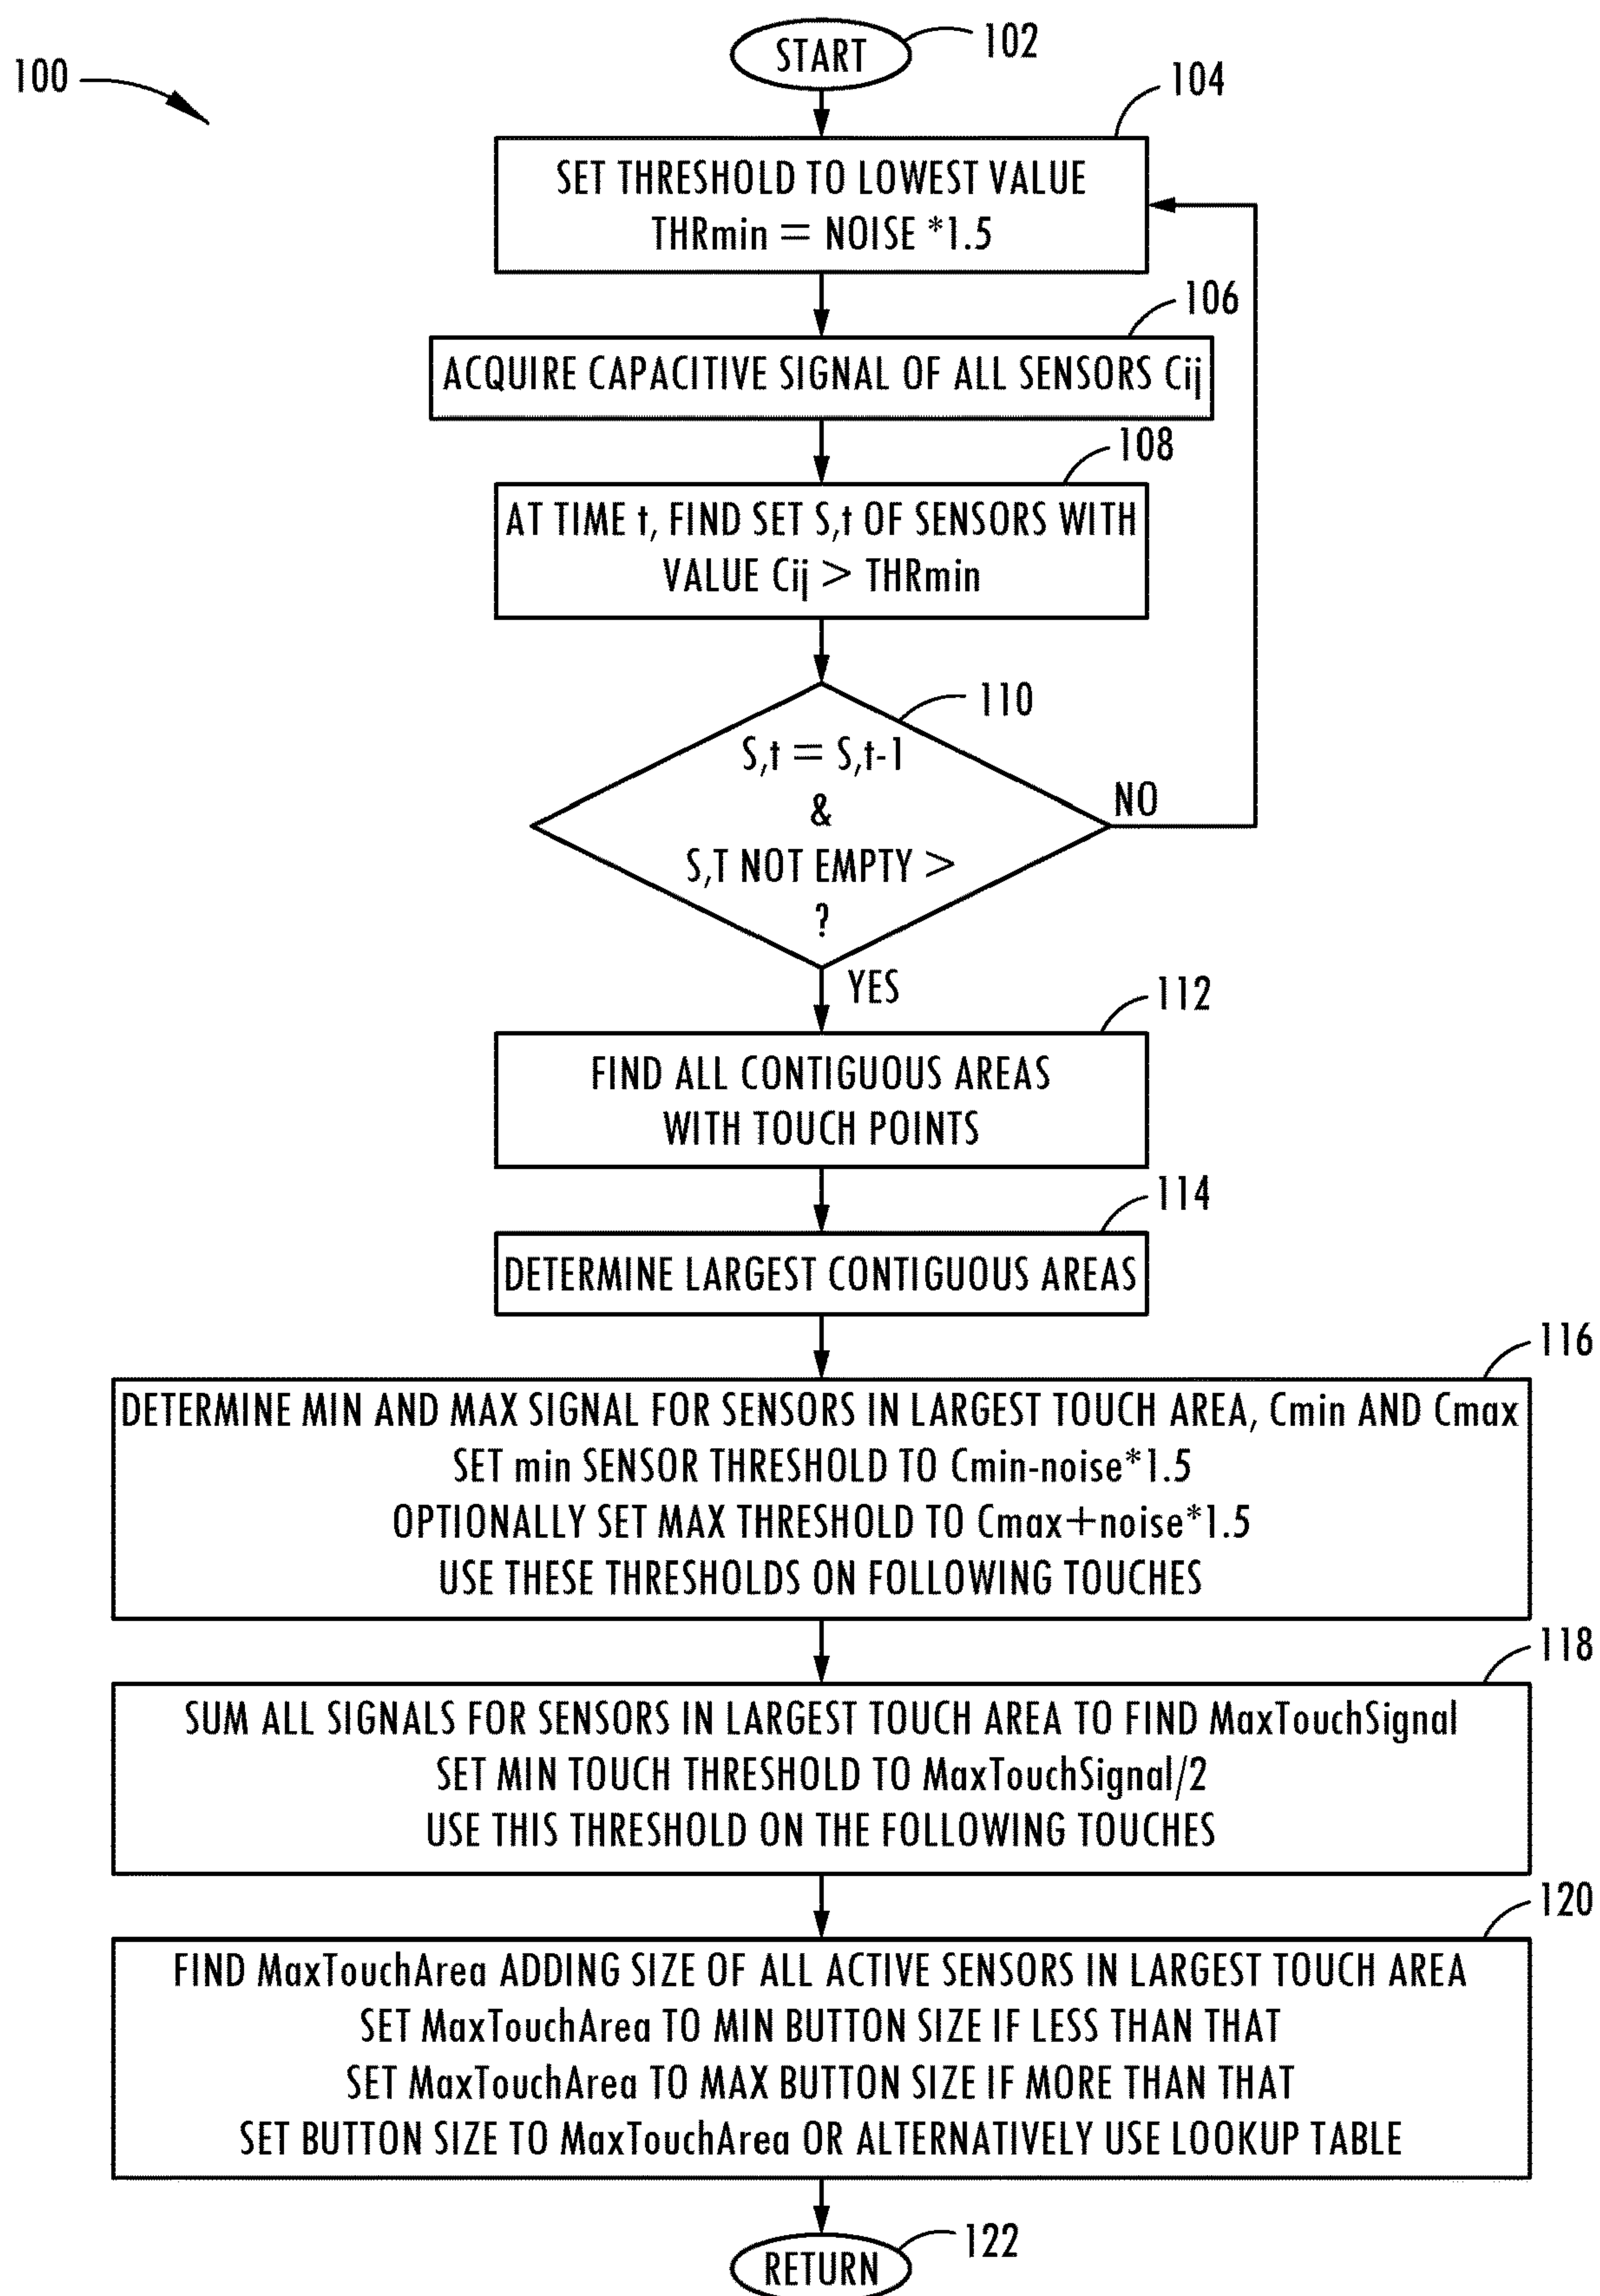 100
START
102
104
SET THRESHOLD TO LOWEST VALUE
THRmin = NOISE *1.5
106
ACQUIRE CAPACITIVE SIGNAL OF ALL SENSORS Cij
108
AT TIME t, FIND SET S,t OF SENSORS WITH
VALUE Cij > THRmin
110
S,t = S,t-1
&
S,T NOT EMPTY >
?
NO
YES
112
FIND ALL CONTIGUOUS AREAS
WITH TOUCH POINTS
114
DETERMINE LARGEST CONTIGUOUS AREAS
116
DETERMINE MIN AND MAX SIGNAL FOR SENSORS IN LARGEST TOUCH AREA, Cmin AND Cmax
SET min SENSOR THRESHOLD TO Cmin-noise*1.5
OPTIONALLY SET MAX THRESHOLD TO Cmax+noise*1.5
USE THESE THRESHOLDS ON FOLLOWING TOUCHES
118
SUM ALL SIGNALS FOR SENSORS IN LARGEST TOUCH AREA TO FIND MaxTouchSignal
SET MIN TOUCH THRESHOLD TO MaxTouchSignal/2
USE THIS THRESHOLD ON THE FOLLOWING TOUCHES
120
FIND MaxTouchArea ADDING SIZE OF ALL ACTIVE SENSORS IN LARGEST TOUCH AREA
SET MaxTouchArea TO MIN BUTTON SIZE IF LESS THAN THAT
SET MaxTouchArea TO MAX BUTTON SIZE IF MORE THAN THAT
SET BUTTON SIZE TO MaxTouchArea OR ALTERNATIVELY USE LOOKUP TABLE
RETURN
122